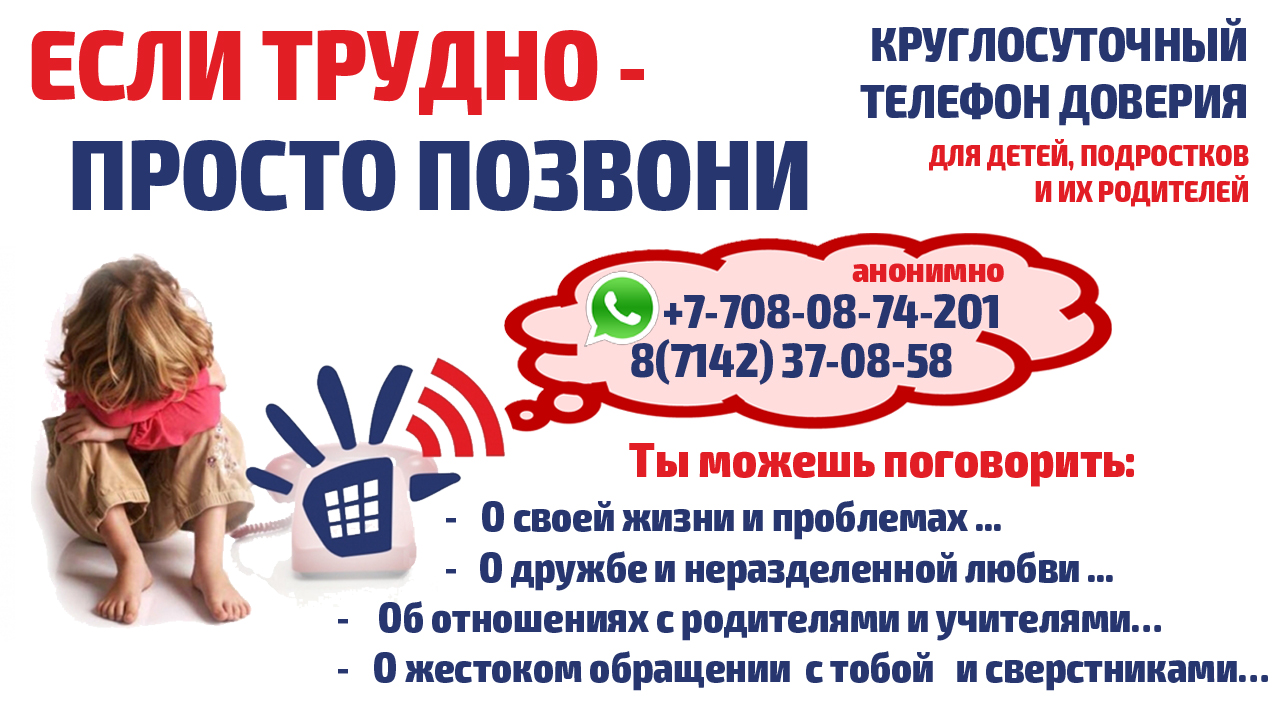 ЕСЛИ ТРУДНО -
ПРОСТО ПОЗВОНИ
КРУГЛОСУТОЧНЫЙ
ТЕЛЕФОН ДОВЕРИЯ
ДЛЯ ДЕТЕЙ, ПОДРОСТКОВ
И ИХ РОДИТЕЛЕЙ
анонимно
+7-708-08-74-201
8(7142) 37-08-58
Ты можешь поговорить:
- О своей жизни и проблемах ...
- О дружбе и неразделенной любви ...
- Об отношениях с родителями и учителями...
- О жестоком обращении с тобой и сверстниками...